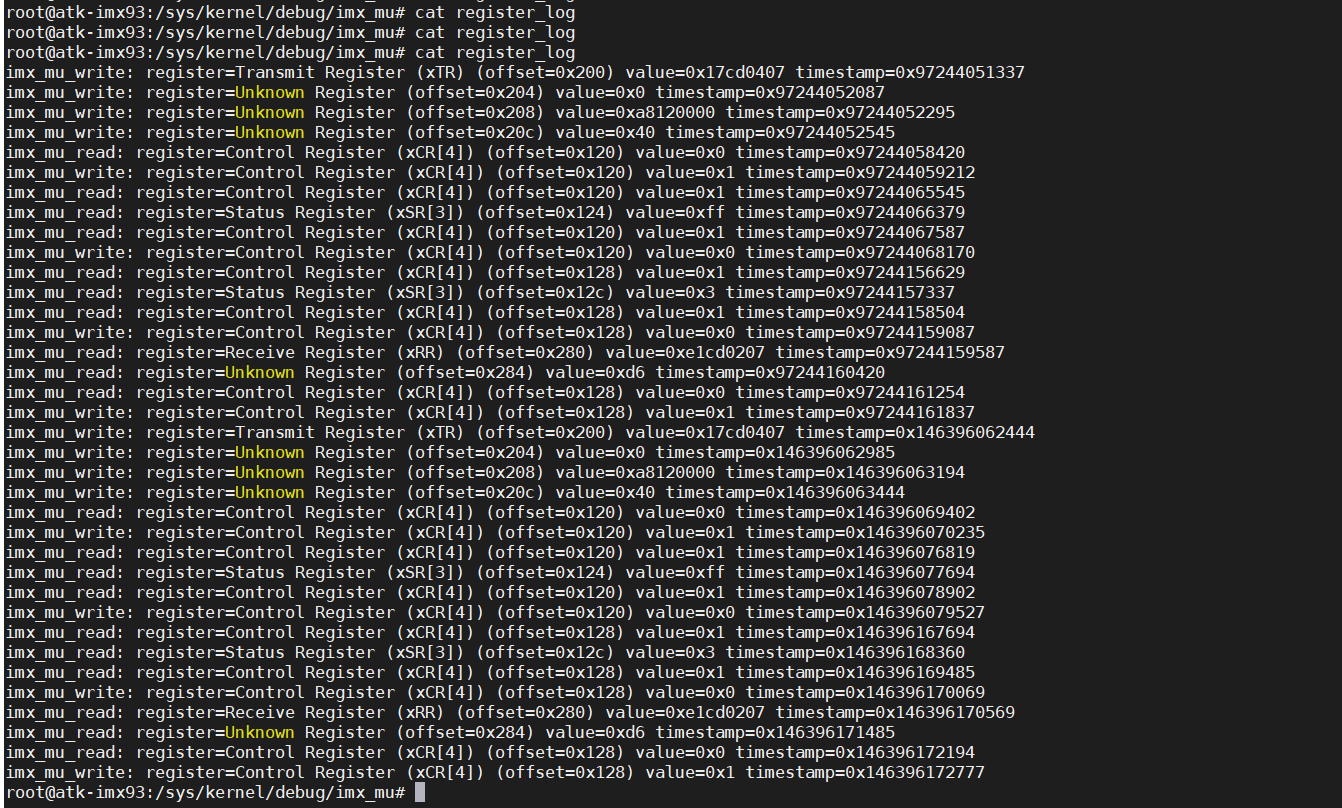 root@atk-imx93:/sys/kernel/debug/imx_mu# cat register_log
root@atk-imx93:/sys/kernel/debug/imx_mu# cat register_log
root@atk-imx93:/sys/kernel/debug/imx_mu# cat register_log
imx_mu_write: register=Transmit Register (xTR) (offset=0x200) value=0x17cd0407 timestamp=0x97244051337
imx_mu_write: register=Unknown Register (offset=0x204) value=0x0 timestamp=0x97244052087
imx_mu_write: register=Unknown Register (offset=0x208) value=0xa8120000 timestamp=0x97244052295
imx_mu_write: register=Unknown Register (offset=0x20c) value=0x40 timestamp=0x97244052545
imx_mu_read: register=Control Register (xCR[4]) (offset=0x120) value=0x0 timestamp=0x97244058420
imx_mu_write: register=Control Register (xCR[4]) (offset=0x120) value=0x1 timestamp=0x97244059212
imx_mu_read: register=Control Register (xCR[4]) (offset=0x120) value=0x1 timestamp=0x97244065545
imx_mu_read: register=Status Register (xSR[3]) (offset=0x124) value=0xff timestamp=0x97244066379
imx_mu_read: register=Control Register (xCR[4]) (offset=0x120) value=0x1 timestamp=0x97244067587
imx_mu_write: register=Control Register (xCR[4]) (offset=0x120) value=0x0 timestamp=0x97244068170
imx_mu_read: register=Control Register (xCR[4]) (offset=0x128) value=0x1 timestamp=0x97244156629
imx_mu_read: register=Status Register (xSR[3]) (offset=0x12c) value=0x3 timestamp=0x97244157337
imx_mu_read: register=Control Register (xCR[4]) (offset=0x128) value=0x1 timestamp=0x97244158504
imx_mu_write: register=Control Register (xCR[4]) (offset=0x128) value=0x0 timestamp=0x97244159087
imx_mu_read: register=Receive Register (xRR) (offset=0x280) value=0xe1cd0207 timestamp=0x97244159587
imx_mu_read: register=Unknown Register (offset=0x284) value=0xd6 timestamp=0x97244160420
imx_mu_read: register=Control Register (xCR[4]) (offset=0x128) value=0x0 timestamp=0x97244161254
imx_mu_write: register=Control Register (xCR[4]) (offset=0x128) value=0x1 timestamp=0x97244161837
imx_mu_write: register=Transmit Register (xTR) (offset=0x200) value=0x17cd0407 timestamp=0x146396062444
imx_mu_write: register=Unknown Register (offset=0x204) value=0x0 timestamp=0x146396062985
imx_mu_write: register=Unknown Register (offset=0x208) value=0xa8120000 timestamp=0x146396063194
imx_mu_write: register=Unknown Register (offset=0x20c) value=0x40 timestamp=0x146396063444
imx_mu_read: register=Control Register (xCR[4]) (offset=0x120) value=0x0 timestamp=0x146396069402
imx_mu_write: register=Control Register (xCR[4]) (offset=0x120) value=0x1 timestamp=0x146396070235
imx_mu_read: register=Control Register (xCR[4]) (offset=0x120) value=0x1 timestamp=0x146396076819
imx_mu_read: register=Status Register (xSR[3]) (offset=0x124) value=0xff timestamp=0x146396077694
imx_mu_read: register=Control Register (xCR[4]) (offset=0x120) value=0x1 timestamp=0x146396078902
imx_mu_write: register=Control Register (xCR[4]) (offset=0x120) value=0x0 timestamp=0x146396079527
imx_mu_read: register=Control Register (xCR[4]) (offset=0x128) value=0x1 timestamp=0x146396167694
imx_mu_read: register=Status Register (xSR[3]) (offset=0x12c) value=0x3 timestamp=0x146396168360
imx_mu_read: register=Control Register (xCR[4]) (offset=0x128) value=0x1 timestamp=0x146396169485
imx_mu_write: register=Control Register (xCR[4]) (offset=0x128) value=0x0 timestamp=0x146396170069
imx_mu_read: register=Receive Register (xRR) (offset=0x280) value=0xe1cd0207 timestamp=0x146396170569
imx_mu_read: register=Unknown Register (offset=0x284) value=0xd6 timestamp=0x146396171485
imx_mu_read: register=Control Register (xCR[4]) (offset=0x128) value=0x0 timestamp=0x146396172194
imx_mu_write: register=Control Register (xCR[4]) (offset=0x128) value=0x1 timestamp=0x146396172777
root@atk-imx93:/sys/kernel/debug/imx_mu#